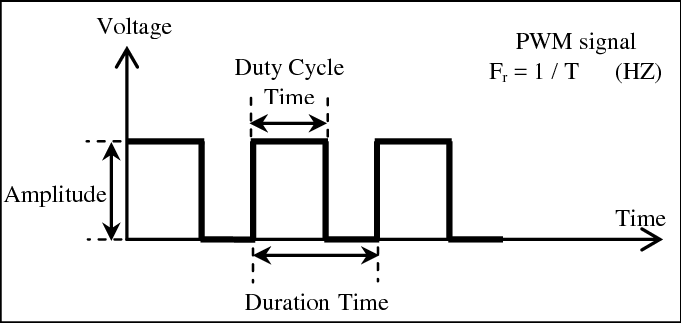 Voltage
PWM signal
Fᵣ = 1 / T (HZ)
Duty Cycle
Time
Amplitude
Time
Duration Time